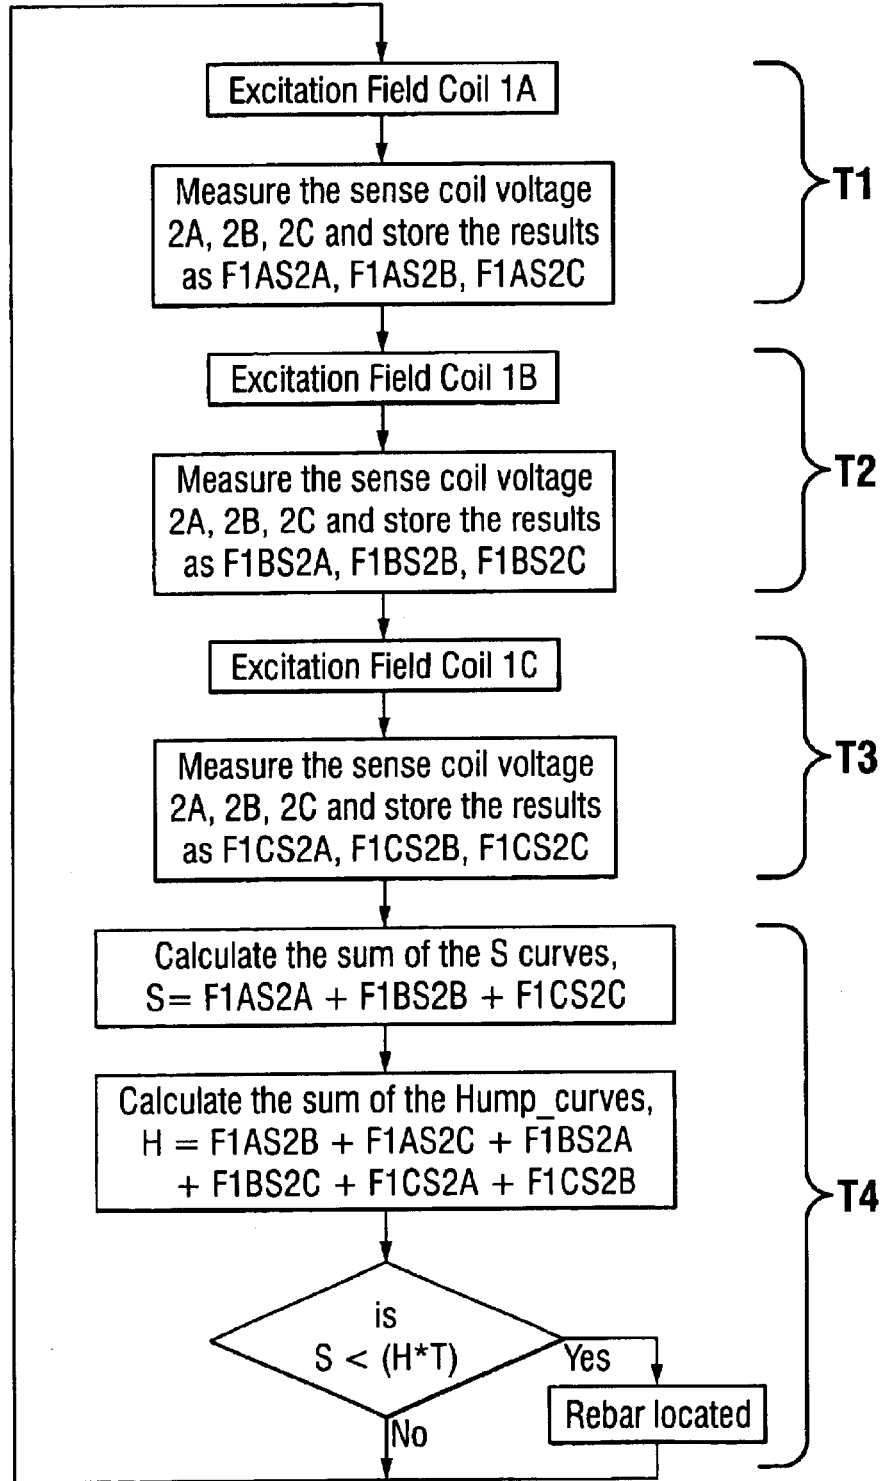 Excitation Field Coil 1A
Measure the sense coil voltage
2A, 2B, 2C and store the results
as F1AS2A, F1AS2B, F1AS2C
T1
Excitation Field Coil 1B
Measure the sense coil voltage
2A, 2B, 2C and store the results
as F1BS2A, F1BS2B, F1BS2C
T2
Excitation Field Coil 1C
Measure the sense coil voltage
2A, 2B, 2C and store the results
as F1CS2A, F1CS2B, F1CS2C
T3
Calculate the sum of the S curves,
S= F1AS2A + F1BS2B + F1CS2C
Calculate the sum of the Hump_curves,
H = F1AS2B + F1AS2C + F1BS2A
+ F1BS2C + F1CS2A + F1CS2B
T4
is
S < (H*T)
Yes
Rebar located
No